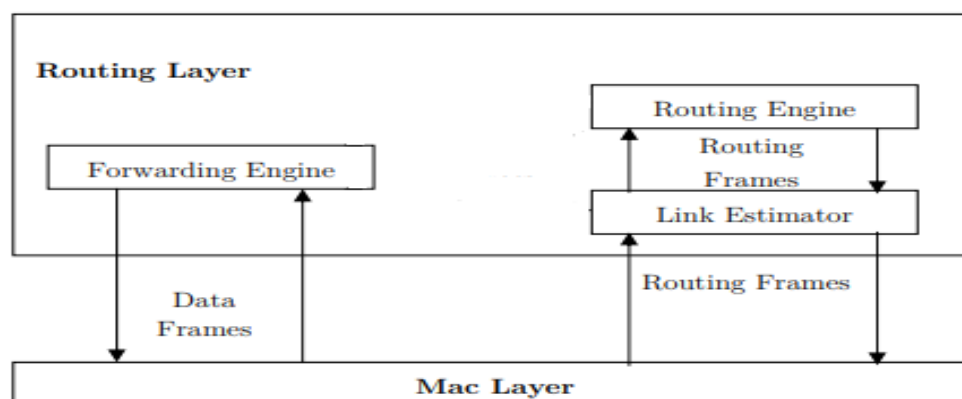 Routing Layer
Routing Engine
Routing
Frames
Forwarding Engine
Link Estimator
Routing Frames
Data
Frames
Mac Layer